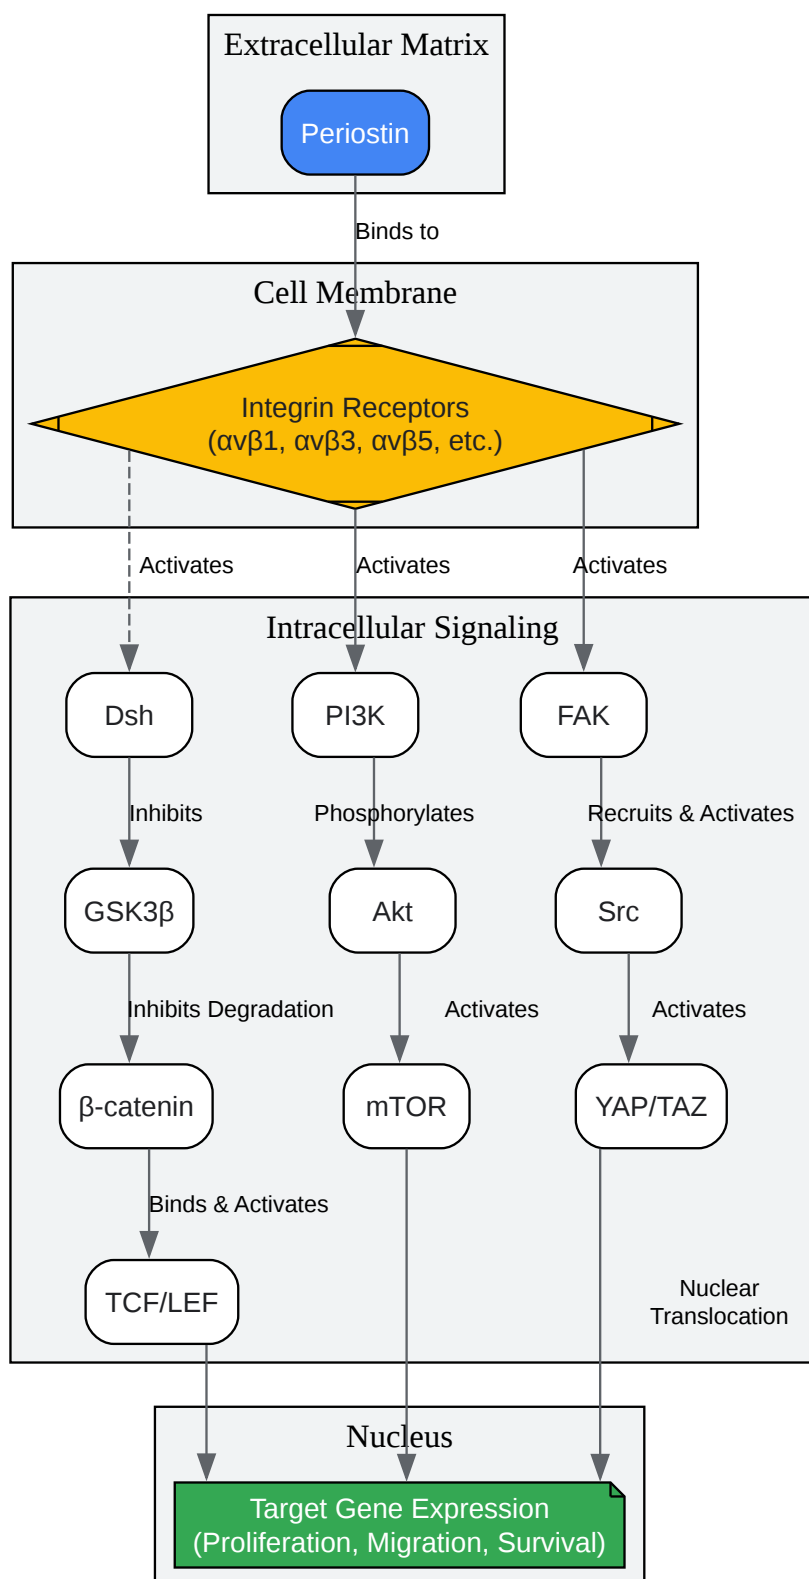 Extracellular Matrix
Periostin
Binds to
Cell Membrane
Integrin Receptors
(αvβ1, αvβ3, αvβ5, etc.)
Activates
Activates
Activates
Intracellular Signaling
Dsh
PI3K
FAK
Inhibits
Phosphorylates
Recruits & Activates
GSK3β
Akt
Src
Inhibits Degradation
Activates
Activates
β-catenin
mTOR
YAP/TAZ
Binds & Activates
TCF/LEF
Nuclear
Translocation
Nucleus
Target Gene Expression
(Proliferation, Migration, Survival)